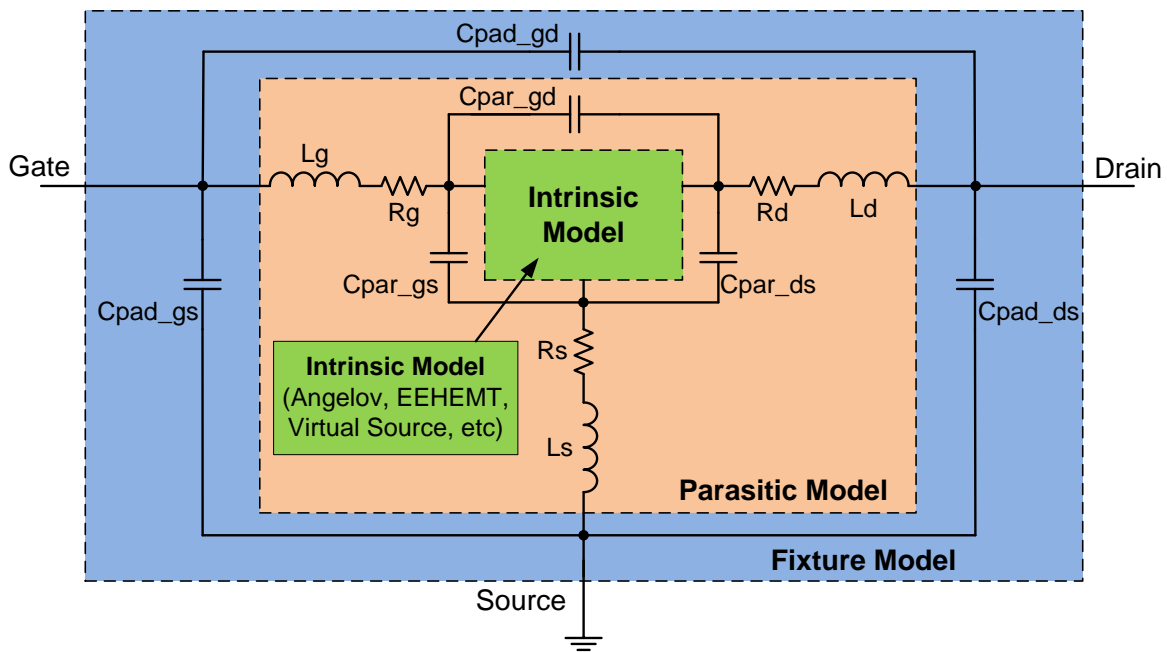 Cpad_gd
Cpar_gd
Gate
Lg
Rg
Intrinsic
Model
Rd
Ld
Drain
Cpad_gs
Cpar_gs
Cpar_ds
Cpad_ds
Intrinsic Model
(Angelov, EEHEMT,
Virtual Source, etc)
Rs
Ls
Parasitic Model
Fixture Model
Source